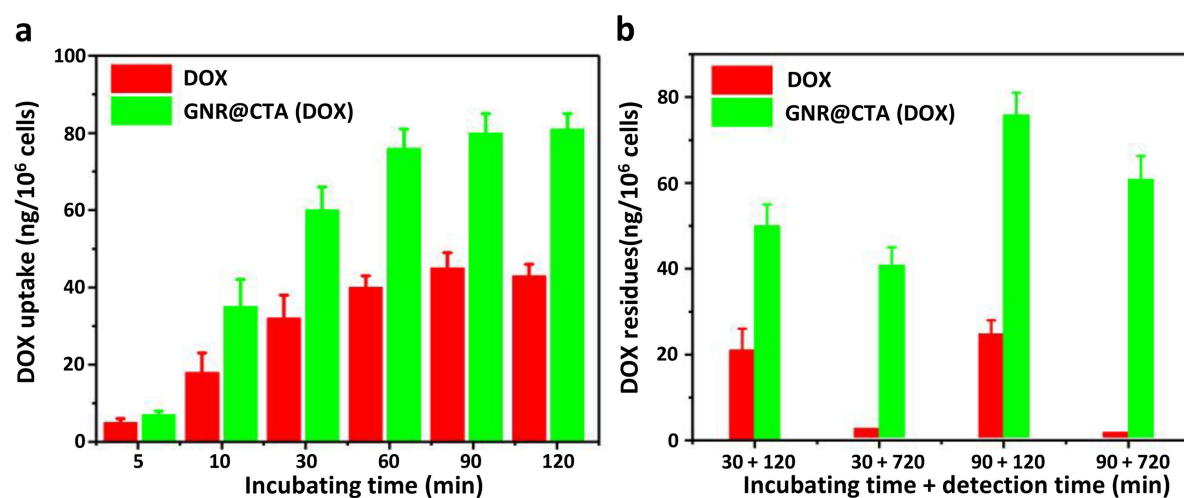 a
DOX uptake (ng/10⁶ cells)
100
80
60
40
20
0
DOX
GNR@CTA (DOX)
5 10 30 60 90 120
Incubating time (min)
b
DOX residues(ng/10⁶ cells)
80
60
40
20
0
DOX
GNR@CTA (DOX)
30 + 120 30 + 720 90 + 120 90 + 720
Incubating time + detection time (min)